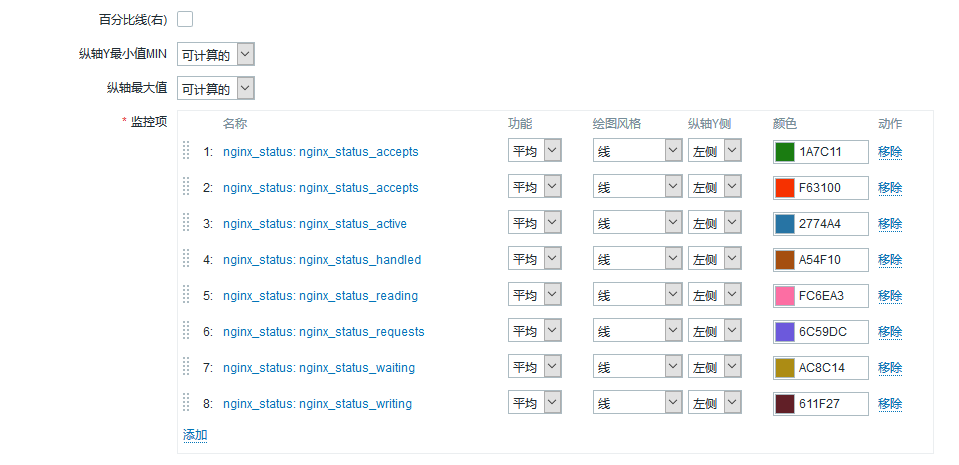 百分比线(右)
纵轴Y最小值MIN 可计算的
纵轴最大值 可计算的
* 监控项 名称 功能 绘图风格 纵轴Y侧 颜色 动作
1: nginx_status: nginx_status_accepts 平均 线 左侧 1A7C11 移除
2: nginx_status: nginx_status_accepts 平均 线 左侧 F63100 移除
3: nginx_status: nginx_status_active 平均 线 左侧 2774A4 移除
4: nginx_status: nginx_status_handled 平均 线 左侧 A54F10 移除
5: nginx_status: nginx_status_reading 平均 线 左侧 FC6EA3 移除
6: nginx_status: nginx_status_requests 平均 线 左侧 6C59DC 移除
7: nginx_status: nginx_status_waiting 平均 线 左侧 AC8C14 移除
8: nginx_status: nginx_status_writing 平均 线 左侧 611F27 移除
添加